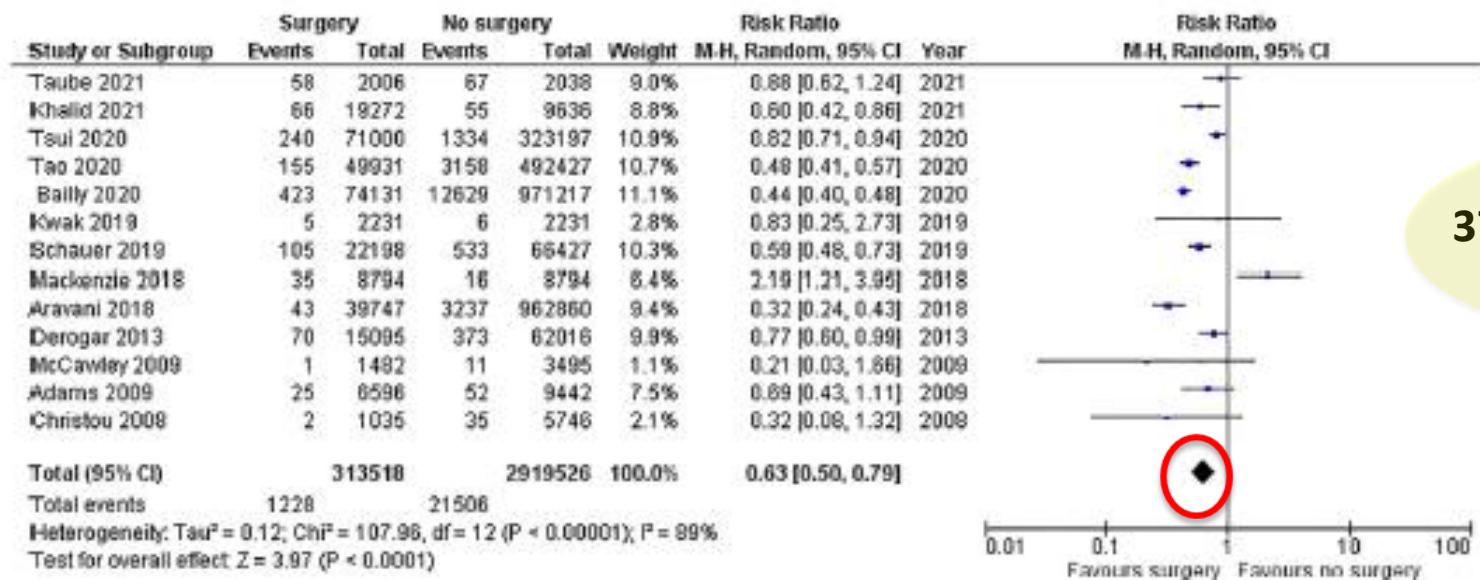 Surgery No surgery Risk Ratio Risk Ratio
Study or Subgroup Events Total Events Total Weight M-H, Random, 95% CI Year M-H, Random, 95% CI
Taube 2021 58 2006 67 2038 9.0% 0.88 [0.62, 1.24] 2021
Khalid 2021 66 19272 55 9636 8.8% 0.60 [0.42, 0.86] 2021
Tsui 2020 240 71000 1334 323197 10.9% 0.82 [0.71, 0.94] 2020
Tao 2020 155 49931 3158 492427 10.7% 0.48 [0.41, 0.57] 2020
Bailly 2020 423 74131 12629 971217 11.1% 0.44 [0.40, 0.48] 2020
Kwak 2019 5 2231 6 2231 2.8% 0.83 [0.25, 2.73] 2019
Schauer 2019 105 22198 533 66427 10.3% 0.59 [0.48, 0.73] 2019
Mackenzie 2018 35 8794 16 8794 6.4% 2.19 [1.21, 3.95] 2018
Aravani 2018 43 39747 3237 962860 9.4% 0.32 [0.24, 0.43] 2018
Derogar 2013 70 15095 373 62016 9.9% 0.77 [0.60, 0.99] 2013
McCawley 2009 1 1482 11 3495 1.1% 0.21 [0.03, 1.66] 2009
Adams 2009 25 6596 52 9442 7.5% 0.69 [0.43, 1.11] 2009
Christou 2008 2 1035 35 5746 2.1% 0.32 [0.08, 1.32] 2008
Total (95% CI) 313518 2919526 100.0% 0.63 [0.50, 0.79]
Total events 1228 21506
Heterogeneity: Tau² = 0.12; Chi² = 107.96, df = 12 (P < 0.00001); I² = 89%
Test for overall effect: Z = 3.97 (P < 0.0001)
0.01 0.1 1 10 100
Favours surgery Favours no surgery